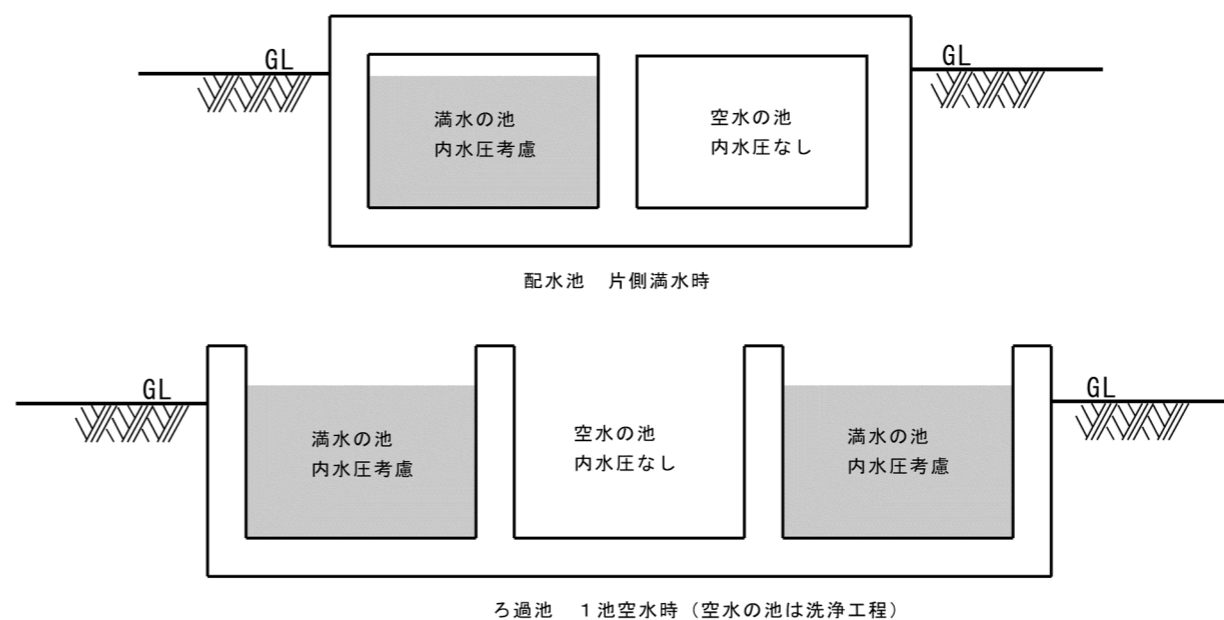 GL
GL
満水の池
内水圧考慮
空水の池
内水圧なし
配水池　片側満水時
GL
GL
満水の池
内水圧考慮
空水の池
内水圧なし
満水の池
内水圧考慮
ろ過池　１池空水時（空水の池は洗浄工程）